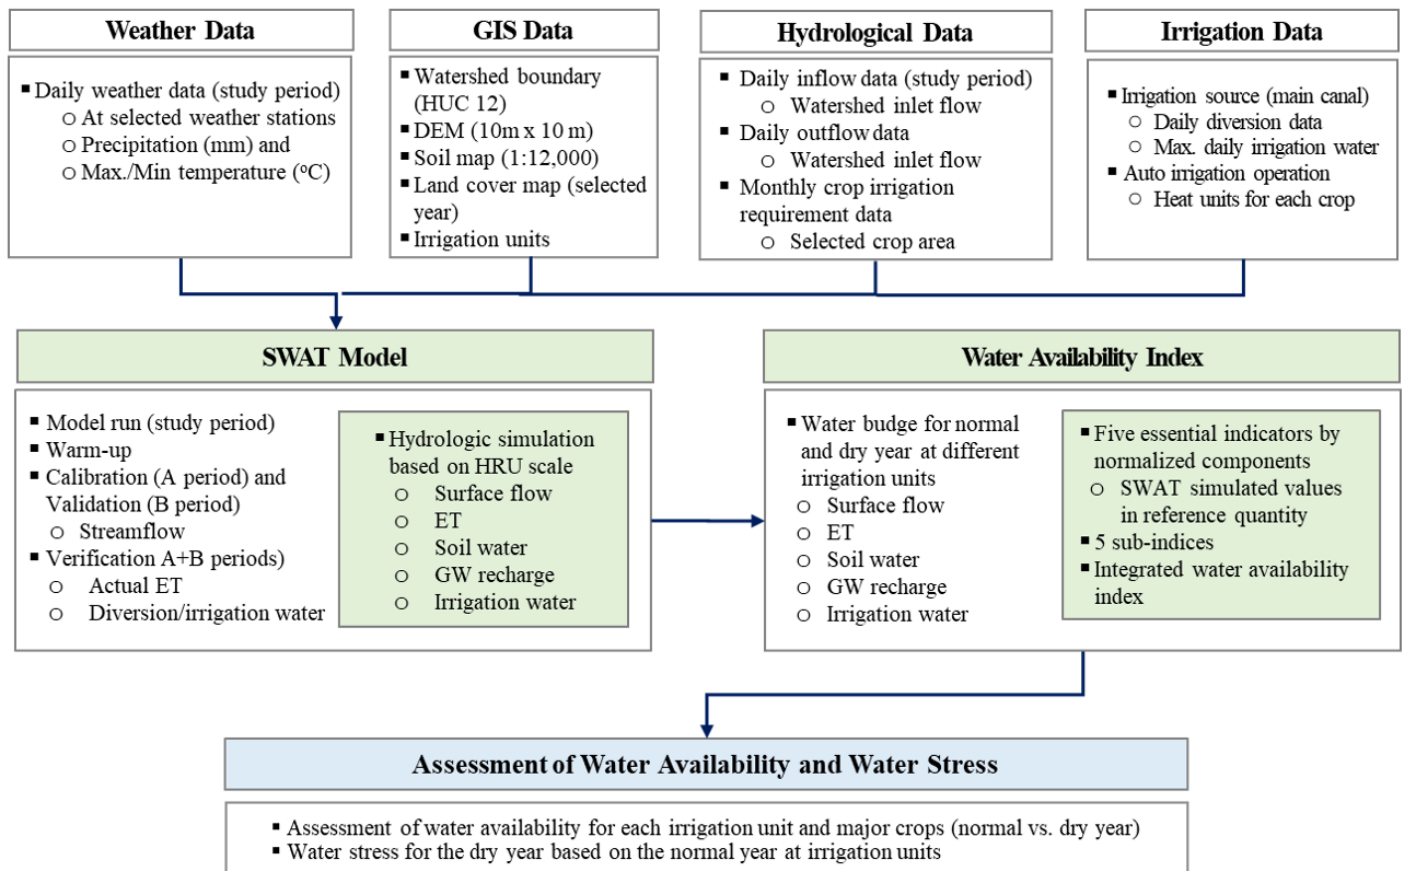 Weather Data
▪ Daily weather data (study period)
o At selected weather stations
o Precipitation (mm) and
o Max./Min temperature (°C)
GIS Data
▪ Watershed boundary
(HUC 12)
▪ DEM (10m x 10 m)
▪ Soil map (1:12,000)
▪ Land cover map (selected
year)
▪ Irrigation units
Hydrological Data
▪ Daily inflow data (study period)
o Watershed inlet flow
▪ Daily outflow data
o Watershed inlet flow
▪ Monthly crop irrigation
requirement data
o Selected crop area
Irrigation Data
▪ Irrigation source (main canal)
o Daily diversion data
o Max. daily irrigation water
▪ Auto irrigation operation
o Heat units for each crop
SWAT Model
▪ Model run (study period)
▪ Warm-up
▪ Calibration (A period) and
Validation (B period)
o Streamflow
▪ Verification A+B periods)
o Actual ET
o Diversion/irrigation water
▪ Hydrologic simulation
based on HRU scale
o Surface flow
o ET
o Soil water
o GW recharge
o Irrigation water
Water Availability Index
▪ Water budge for normal
and dry year at different
irrigation units
o Surface flow
o ET
o Soil water
o GW recharge
o Irrigation water
▪ Five essential indicators by
normalized components
o SWAT simulated values
in reference quantity
▪ 5 sub-indices
▪ Integrated water availability
index
Assessment of Water Availability and Water Stress
▪ Assessment of water availability for each irrigation unit and major crops (normal vs. dry year)
▪ Water stress for the dry year based on the normal year at irrigation units